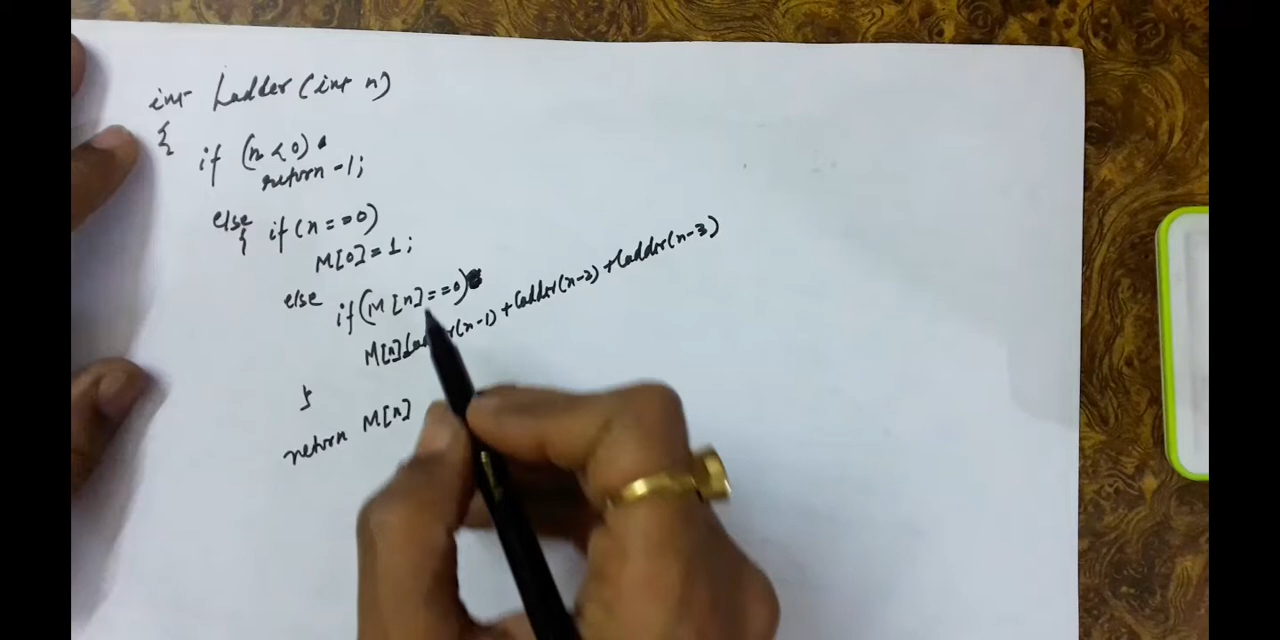 int Ladder (int n)
{
if (n < 0)
return -1;
else
{ if (n == 0)
M[0] = 1;
else
if (M[n] == 0)
M[n] Ladder(n-1) + Ladder(n-2) + Ladder(n-3)
}
return M[n]